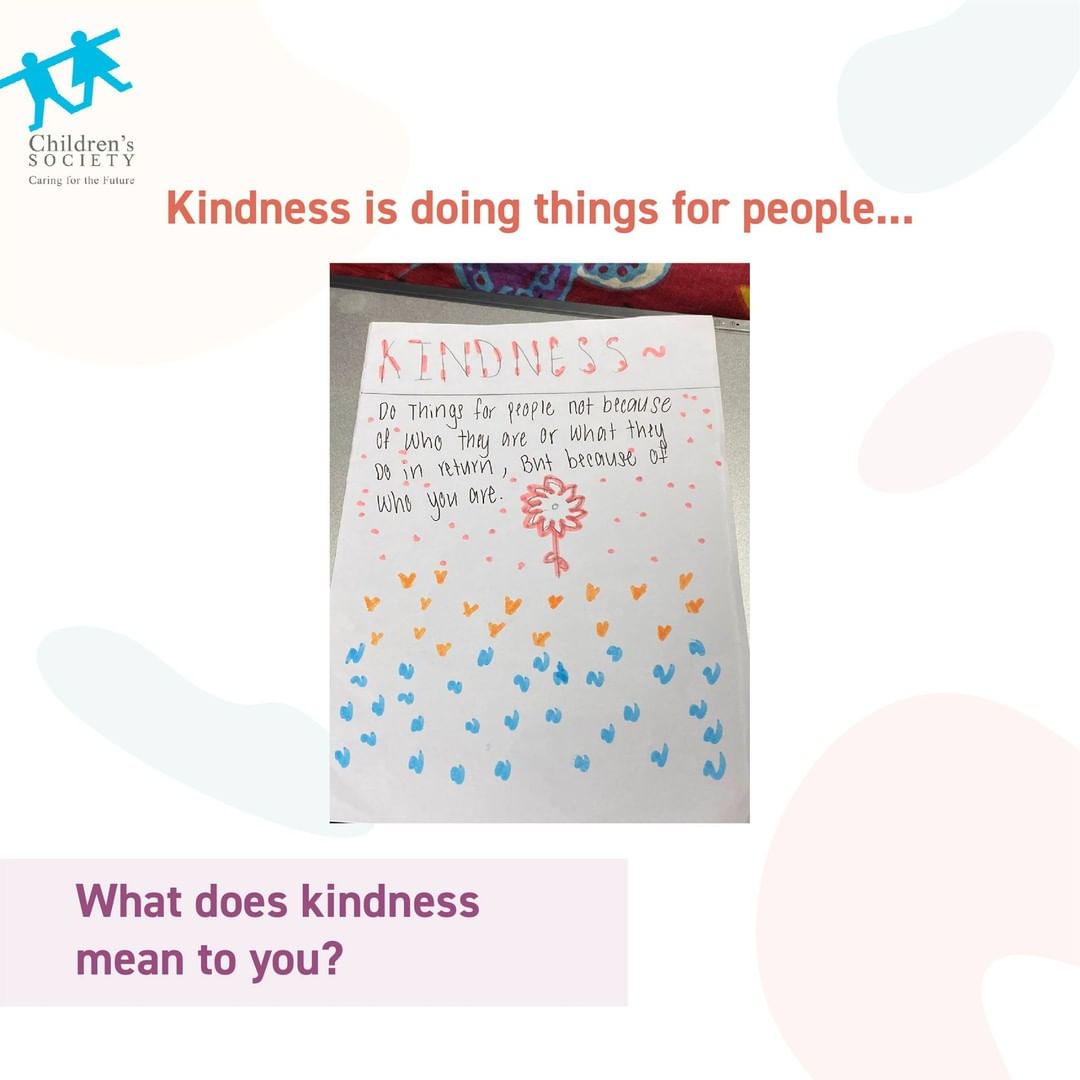 Children's
SOCIETY
Caring for the Future
Kindness is doing things for people...
KINDNESS ~
Do Things for people not because
of Who they are or What they
Do in return, But because of
Who you are.
What does kindness
mean to you?